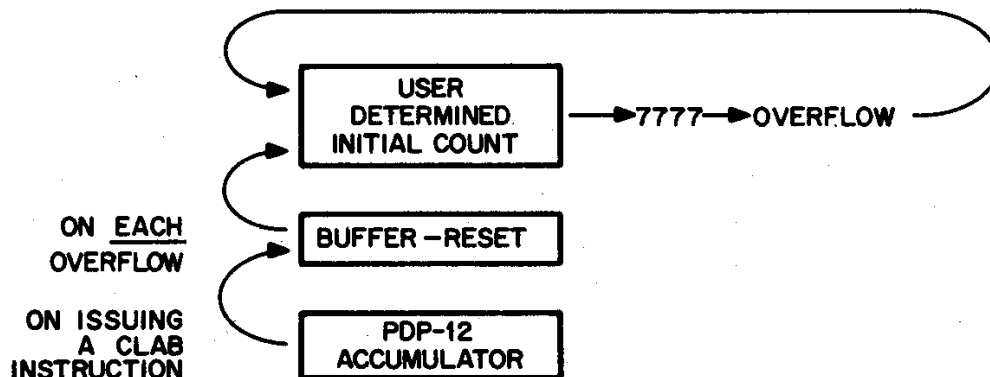 USER
DETERMINED
INITIAL COUNT
7777
OVERFLOW
ON EACH
OVERFLOW
BUFFER-RESET
ON ISSUING
A CLAB
INSTRUCTION
PDP-12
ACCUMULATOR